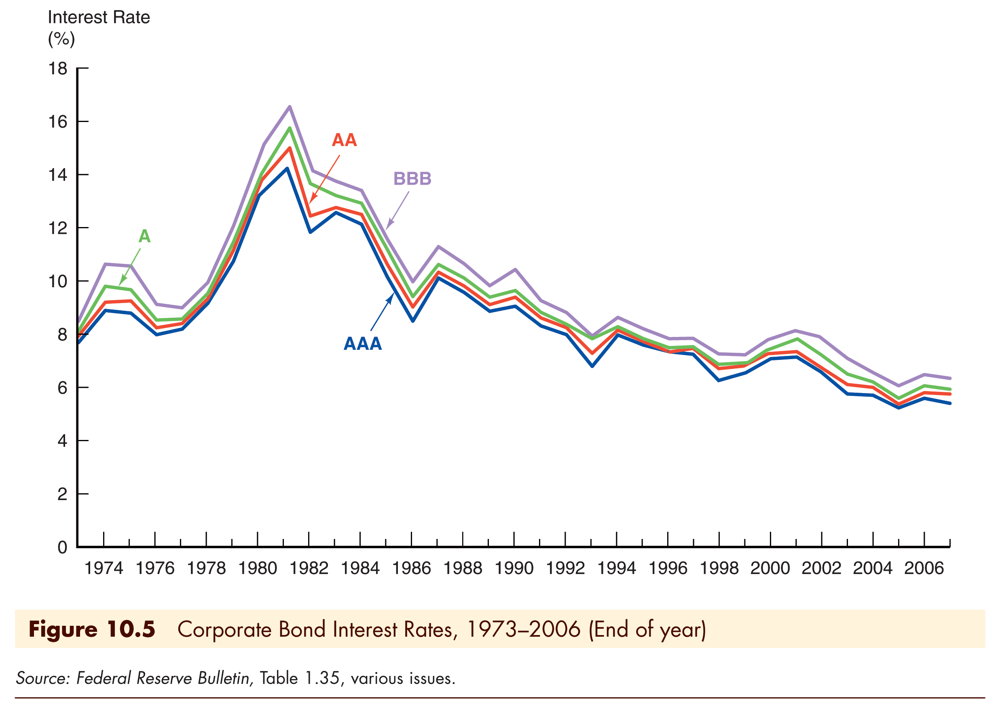 Interest Rate
(%)
18
16
AA
14
BBB
12
A
10
8
AAA
6
4
2
0
1974 1976 1978 1980 1982 1984 1986 1988 1990 1992 1994 1996 1998 2000 2002 2004 2006
Figure 10.5 Corporate Bond Interest Rates, 1973–2006 (End of year)
Source: Federal Reserve Bulletin, Table 1.35, various issues.